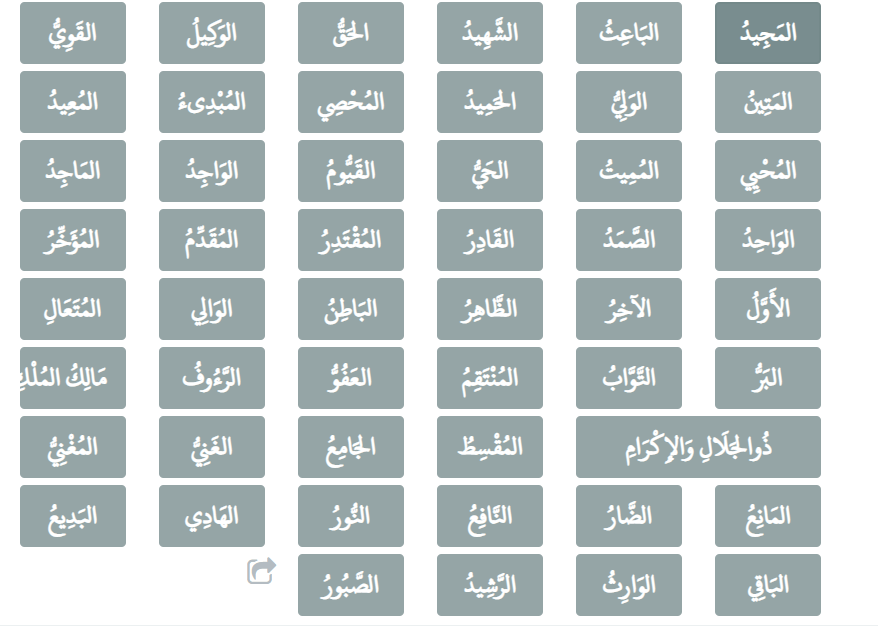 المَجِيدُ البَاعِثُ الشَّهِيدُ الحَقُّ الوَكِيلُ القَوِيُّ
المَتِينُ الوَلِيُّ الحَمِيدُ المُحْصِي المُبْدِىءُ المُعِيدُ
المُحْيِي المُمِيتُ الحَيُّ القَيُّومُ الوَاجِدُ المَاجِدُ
الوَاحِدُ الصَّمَدُ القَادِرُ المُقْتَدِرُ المُقَدِّمُ المُؤَخِّرُ
الأَوَّلُ الآخِرُ الظَّاهِرُ البَاطِنُ الوَالِي المُتَعَالِ
البَرُّ التَّوَّابُ المُنْتَقِمُ العَفُوُّ الرَّءُوفُ مَالِكُ المُلْكِ
ذُوالجَلَالِ وَالإِكْرَامِ المُقْسِطُ الجَامِعُ الغَنِيُّ المُغْنِيُّ
المَانِعُ الضَّارُ النَّافِعُ النُّورُ الهَادِي البَدِيعُ
البَاقِي الوَارِثُ الرَّشِيدُ الصَّبُورُ